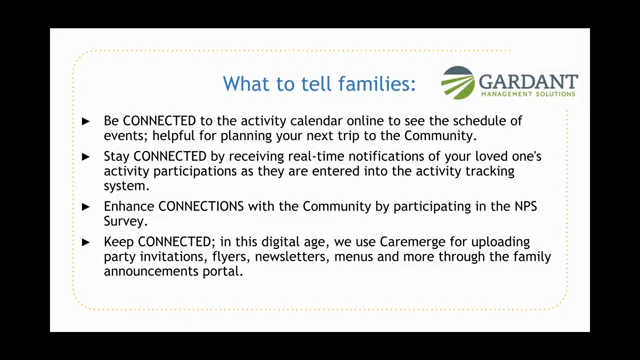 What to tell families:
GARDANT
MANAGEMENT SOLUTIONS
► Be CONNECTED to the activity calendar online to see the schedule of
events; helpful for planning your next trip to the Community.
► Stay CONNECTED by receiving real-time notifications of your loved one's
activity participations as they are entered into the activity tracking
system.
► Enhance CONNECTIONS with the Community by participating in the NPS
Survey.
► Keep CONNECTED; in this digital age, we use Caremerge for uploading
party invitations, flyers, newsletters, menus and more through the family
announcements portal.